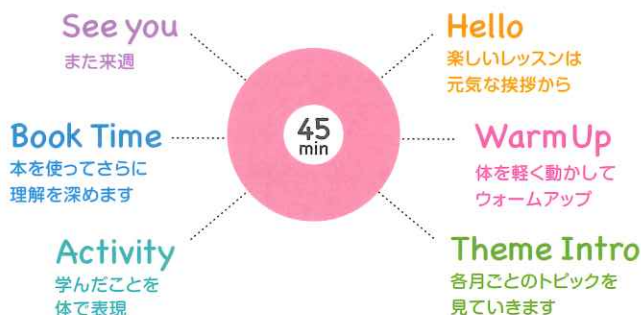 See you
また来週
Hello
楽しいレッスンは
元気な挨拶から
45
min
Book Time
本を使ってさらに
理解を深めます
Warm Up
体を軽く動かして
ウォームアップ
Activity
学んだことを
体で表現
Theme Intro
各月ごとのトピックを
見ていきます